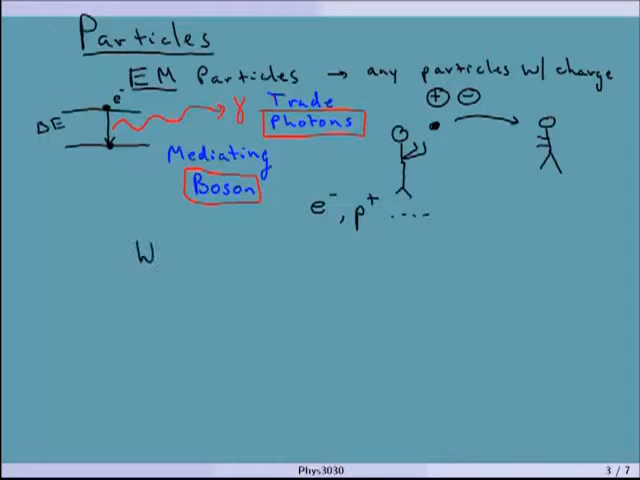 Particles
EM Particles → any particles w/ charge
e⁻ γ Trade + -
ΔE Photons
Mediating
Boson
e⁻, p⁺ ....
W
Phys3030 3 / 7